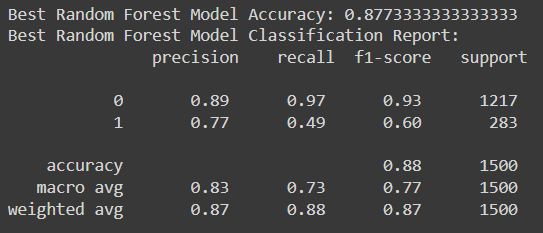 Best Random Forest Model Accuracy: 0.8773333333333333
Best Random Forest Model Classification Report:
precision recall f1-score support
0 0.89 0.97 0.93 1217
1 0.77 0.49 0.60 283
accuracy 0.88 1500
macro avg 0.83 0.73 0.77 1500
weighted avg 0.87 0.88 0.87 1500